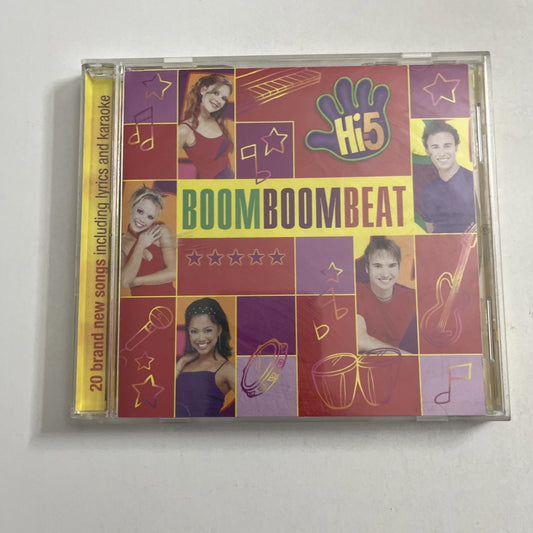 20 brand new songs including lyrics and karaoke
Hi5
BOOMBOOMBEAT